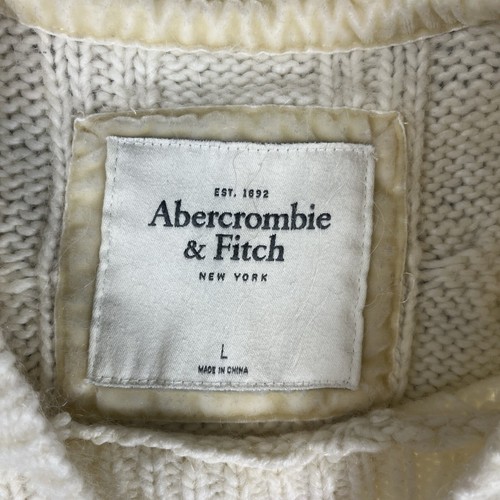 EST. 1892
Abercrombie
& Fitch
NEW YORK
L
MADE IN CHINA